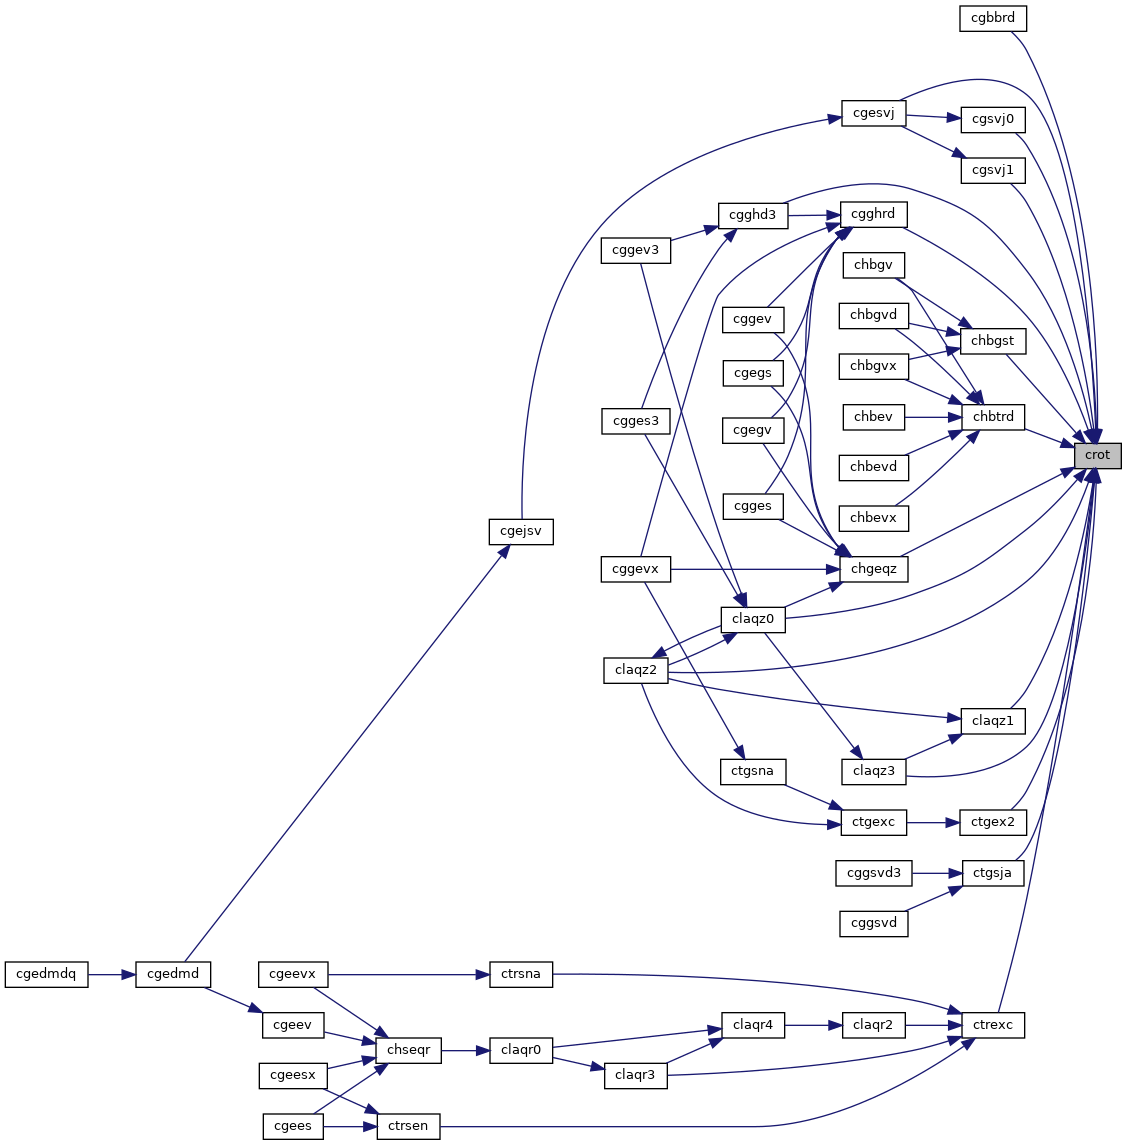 cgbbrd
cgesvj
cgsvj0
cgsvj1
cgghd3
cgghrd
cggev3
chbgv
cggev
chbgvd
chbgst
chbgvx
cgegs
cgges3
chbev
chbtrd
cgegv
crot
chbevd
cgges
chbevx
cgejsv
cggevx
chgeqz
claqz0
claqz2
claqz1
ctgsna
claqz3
ctgexc
ctgex2
cggsvd3
ctgsja
cggsvd
cgedmdq
cgedmd
cgeevx
ctrsna
cgeev
claqr4
claqr2
ctrexc
chseqr
claqr0
cgeesx
claqr3
cgees
ctrsen